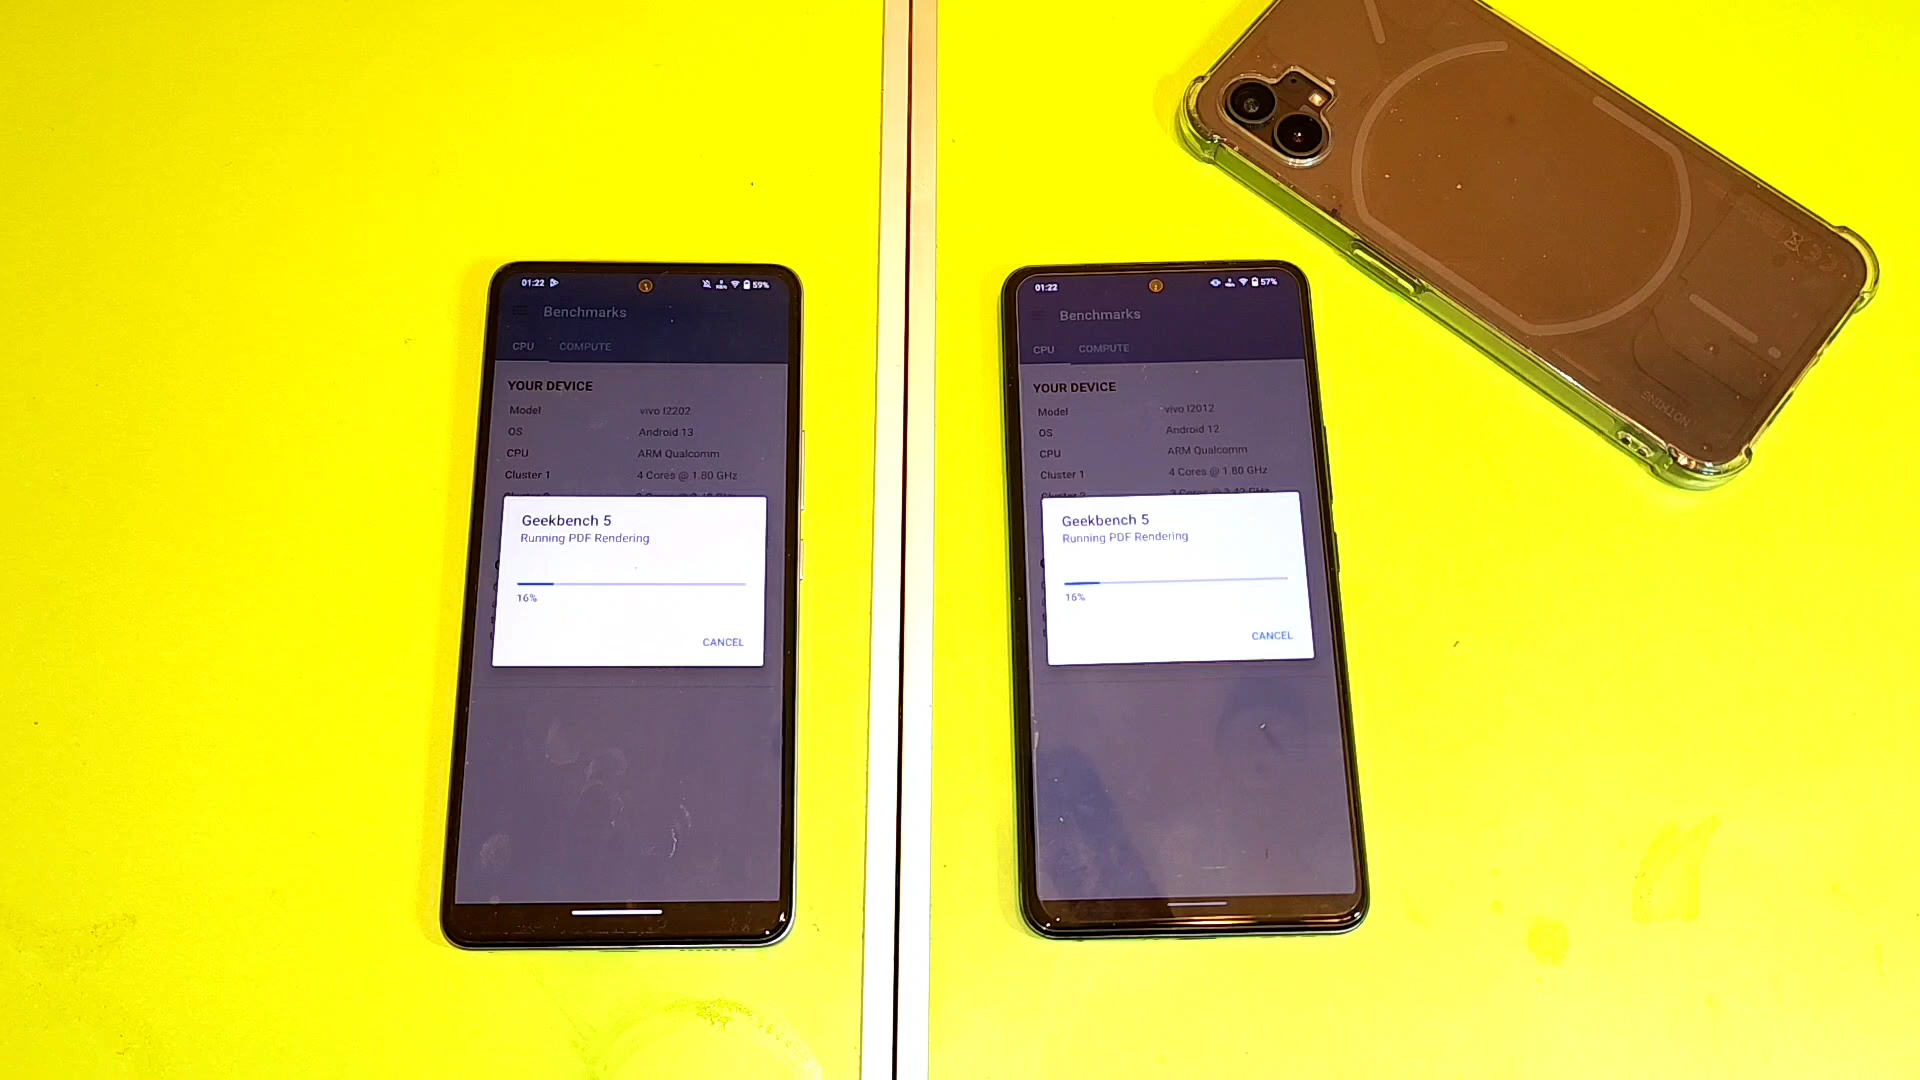 01:22
59%
Benchmarks
CPU COMPUTE
YOUR DEVICE
Model vivo I2202
OS Android 13
CPU ARM Qualcomm
Cluster 1 4 Cores @ 1.80 GHz
Geekbench 5
Running PDF Rendering
16%
CANCEL
01:22
57%
Benchmarks
CPU COMPUTE
YOUR DEVICE
Model vivo I2012
OS Android 12
CPU ARM Qualcomm
Cluster 1 4 Cores @ 1.80 GHz
Geekbench 5
Running PDF Rendering
16%
CANCEL
NOTHING